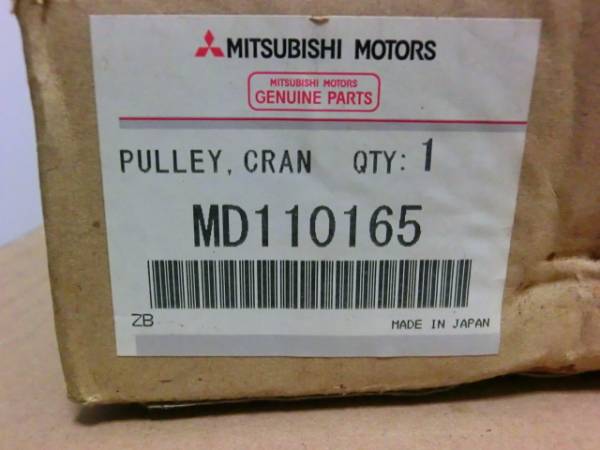 MITSUBISHI MOTORS
MITSUBISHI MOTORS
GENUINE PARTS
PULLEY, CRAN QTY: 1
MD110165
ZB MADE IN JAPAN